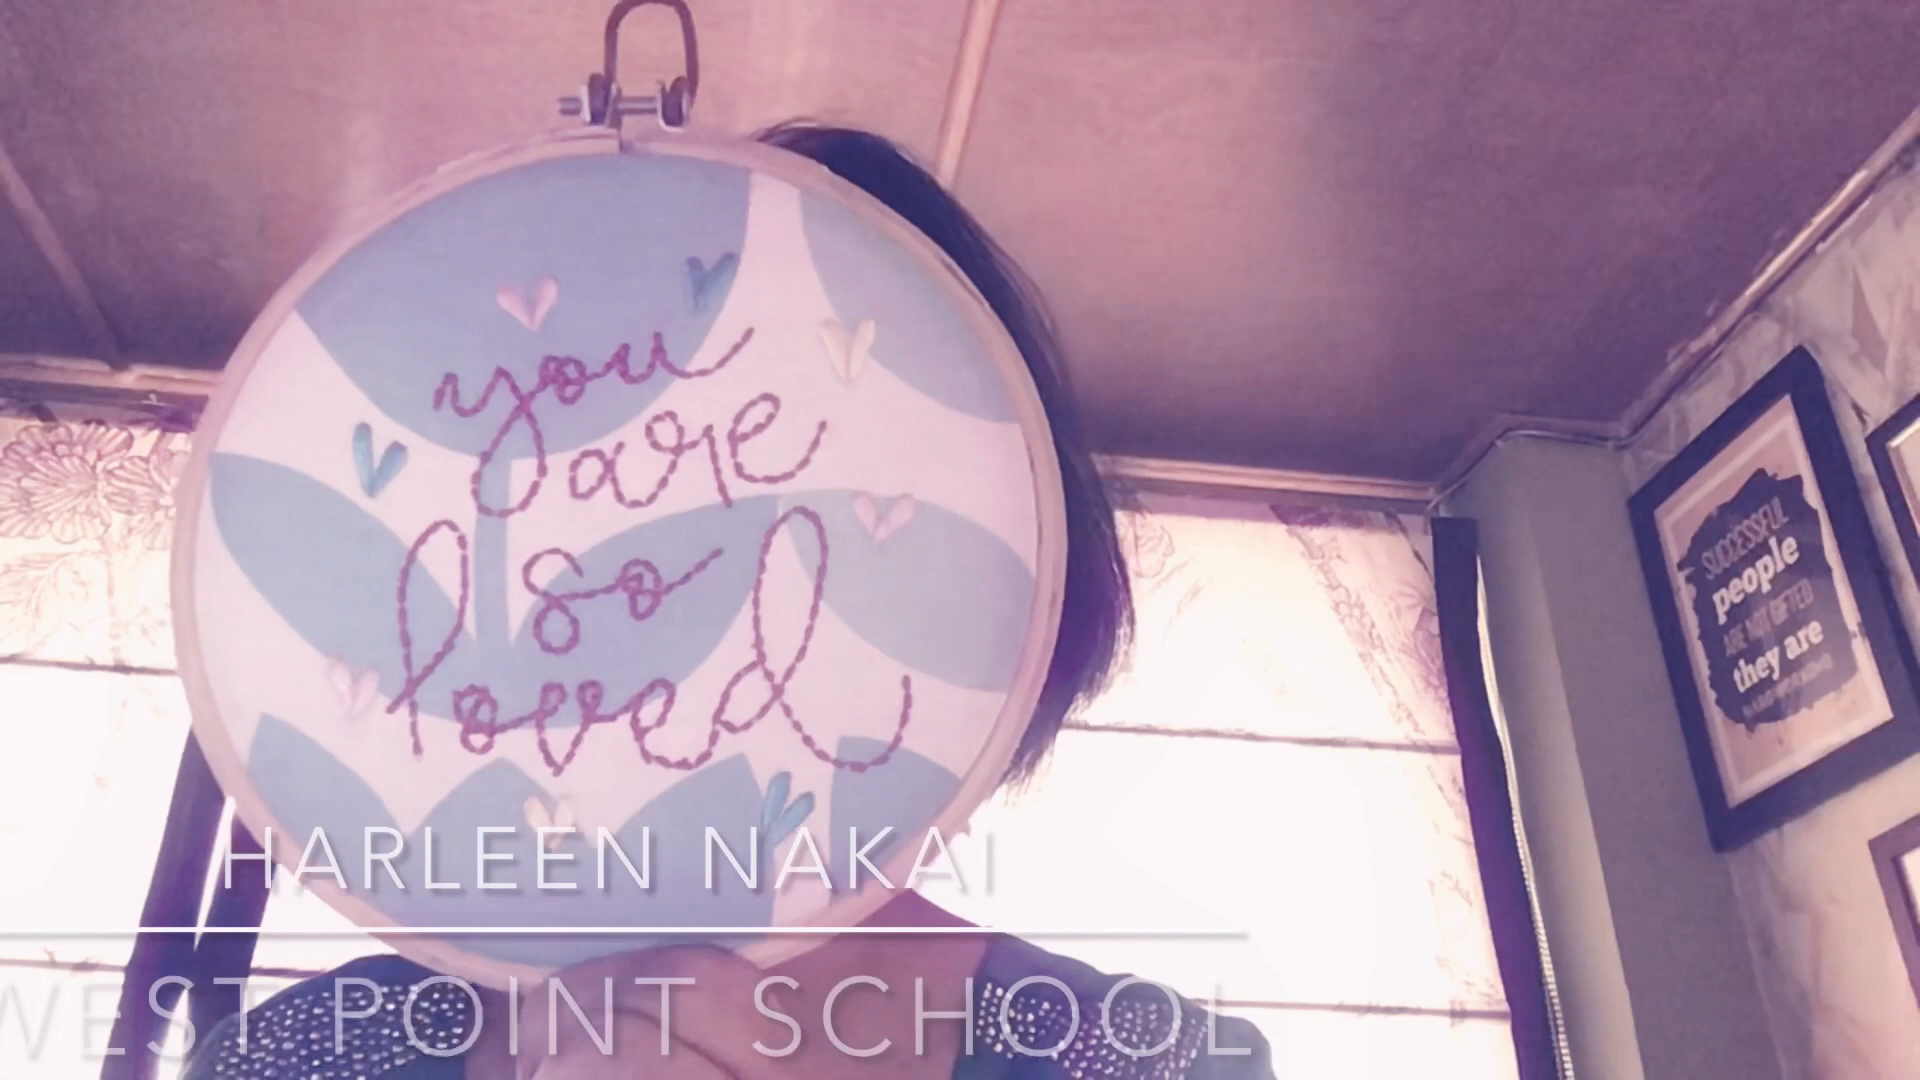 you
are
so
loved
SUCCESSFUL
people
ARE NOT GIFTED
they are
HARLEEN NAKAI
WEST POINT SCHOOL